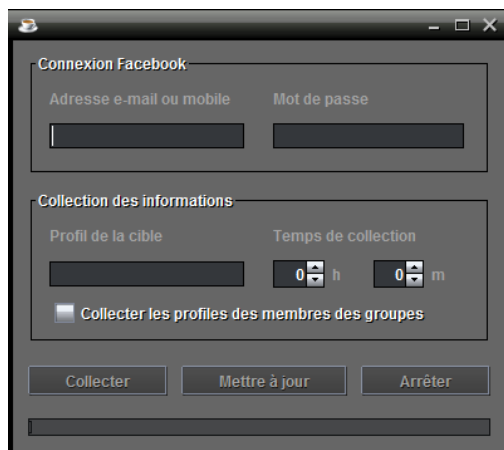 Connexion Facebook
Adresse e-mail ou mobile Mot de passe
Collection des informations
Profil de la cible Temps de collection
0 h 0 m
Collecter les profiles des membres des groupes
Collecter Mettre à jour Arrêter